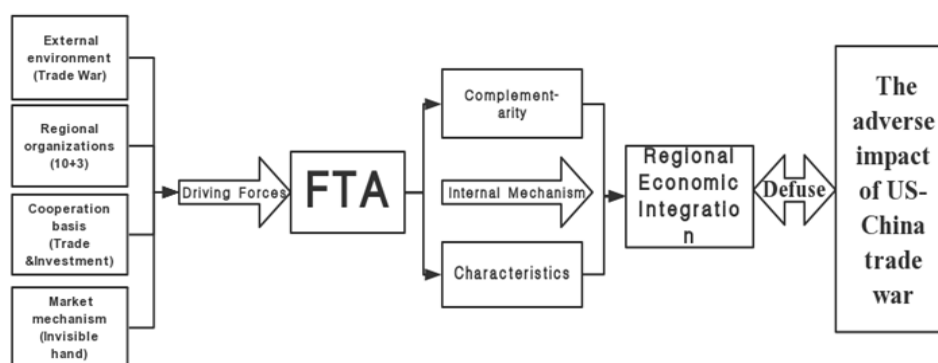 External
environment
(Trade War)
Regional
organizations
(10+3)
Cooperation
basis
(Trade
&Investment)
Market
mechanism
(Invisible
hand)
Driving Forces
FTA
Complement-
arity
Internal Mechanism
Characteristics
Regional
Economic
Integratio
n
Defuse
The
adverse
impact
of US-
China
trade
war